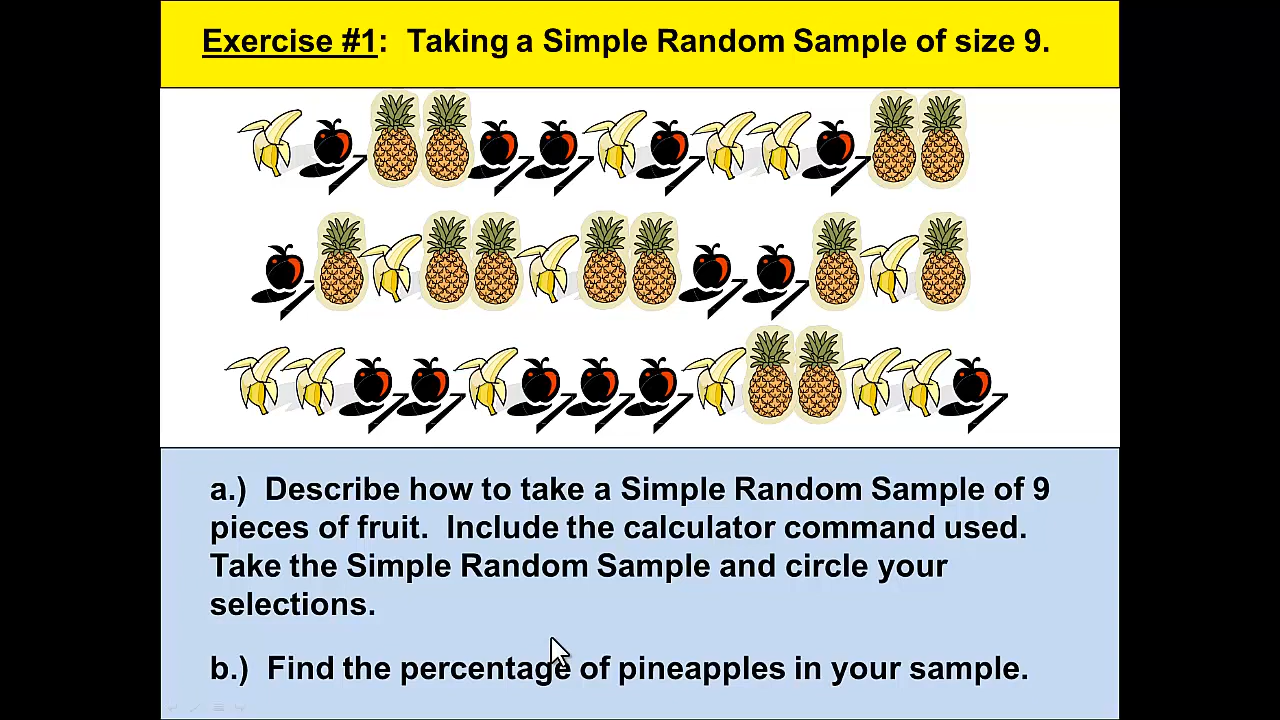 Exercise #1:  Taking a Simple Random Sample of size 9.
a.)  Describe how to take a Simple Random Sample of 9
pieces of fruit.  Include the calculator command used.
Take the Simple Random Sample and circle your
selections.
b.)  Find the percentage of pineapples in your sample.